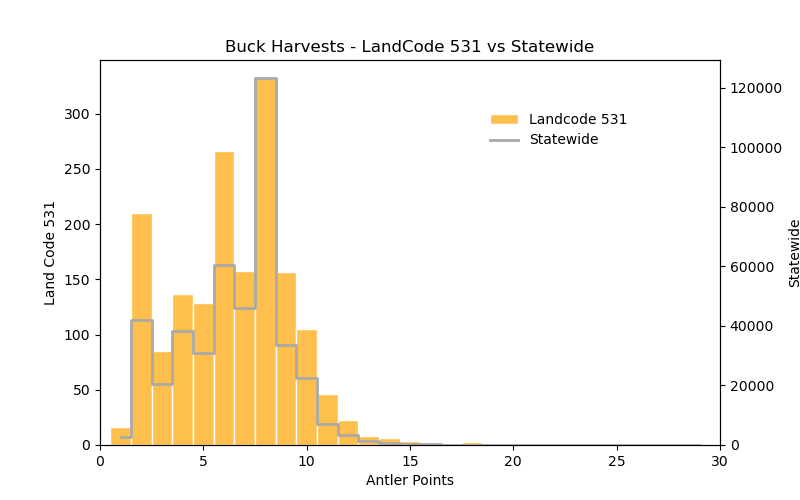 Buck Harvests - LandCode 531 vs Statewide
Landcode 531
Statewide
Land Code 531
300
250
200
150
100
50
0
120000
100000
80000
60000
40000
20000
0
Statewide
0 5 10 15 20 25 30
Antler Points